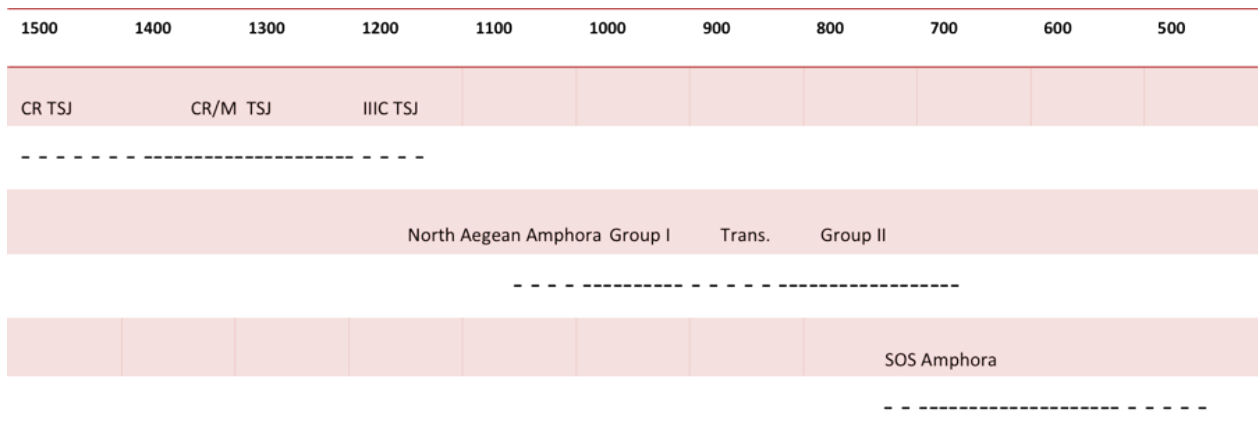 1500 1400 1300 1200 1100 1000 900 800 700 600 500
CR TSJ CR/M TSJ IIIC TSJ
- - - - - - - --------------------- - - - -
North Aegean Amphora Group I Trans. Group II
- - - - ---------- - - - - - ------------------
SOS Amphora
- - -------------------- - - - - -